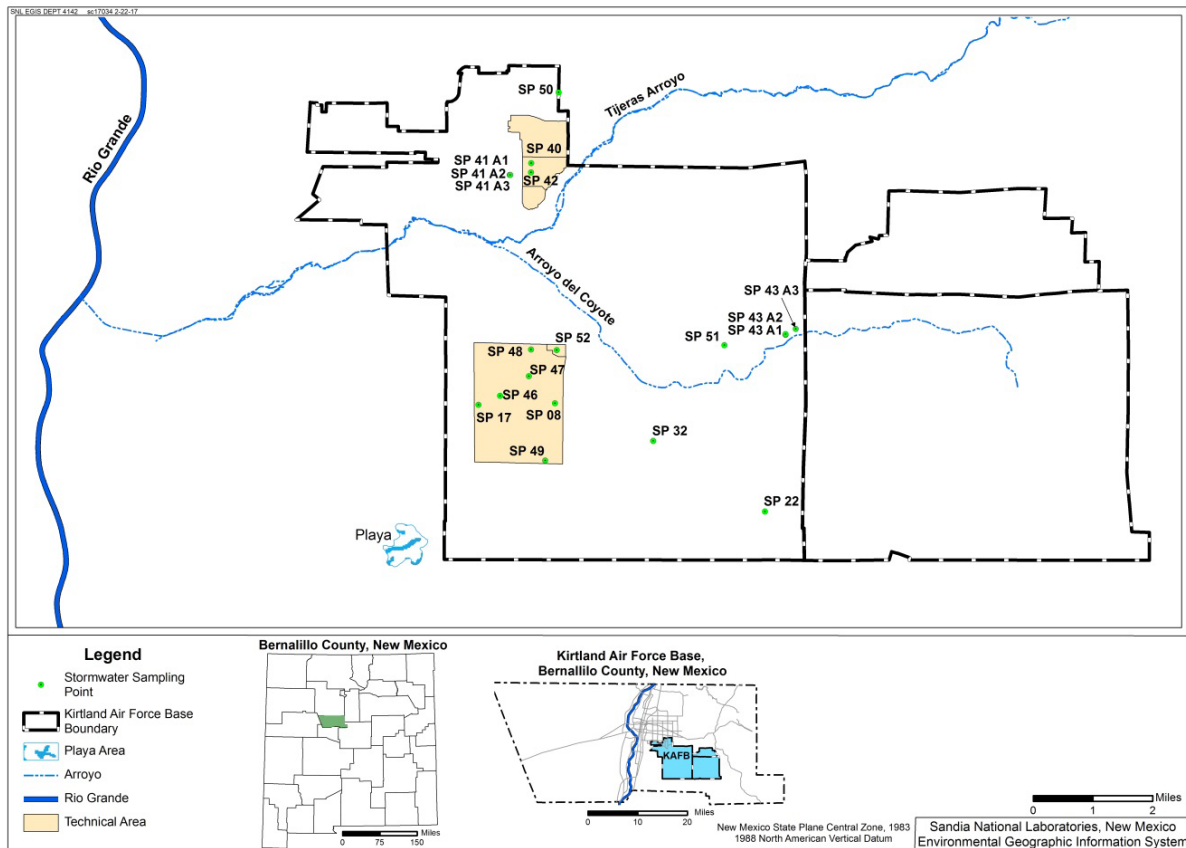 SNL EGIS DEPT 4142 sc17034 2-22-17
SP 50
Tijeras Arroyo
Rio Grande
SP 40
SP 41 A1
SP 41 A2
SP 41 A3
SP 42
Arroyo del Coyote
SP 43 A3
SP 43 A2
SP 43 A1
SP 51
SP 52
SP 48
SP 47
SP 46
SP 17
SP 08
SP 32
SP 49
SP 22
Playa
Legend
Stormwater Sampling
Point
Kirtland Air Force Base
Boundary
Playa Area
Arroyo
Rio Grande
Technical Area
Bernalillo County, New Mexico
0 75 150
Miles
Kirtland Air Force Base,
Bernallilo County, New Mexico
KAFB
Miles
0 10 20
New Mexico State Plane Central Zone, 1983
1988 North American Vertical Datum
Miles
0 1 2
Sandia National Laboratories, New Mexico
Environmental Geographic Information System